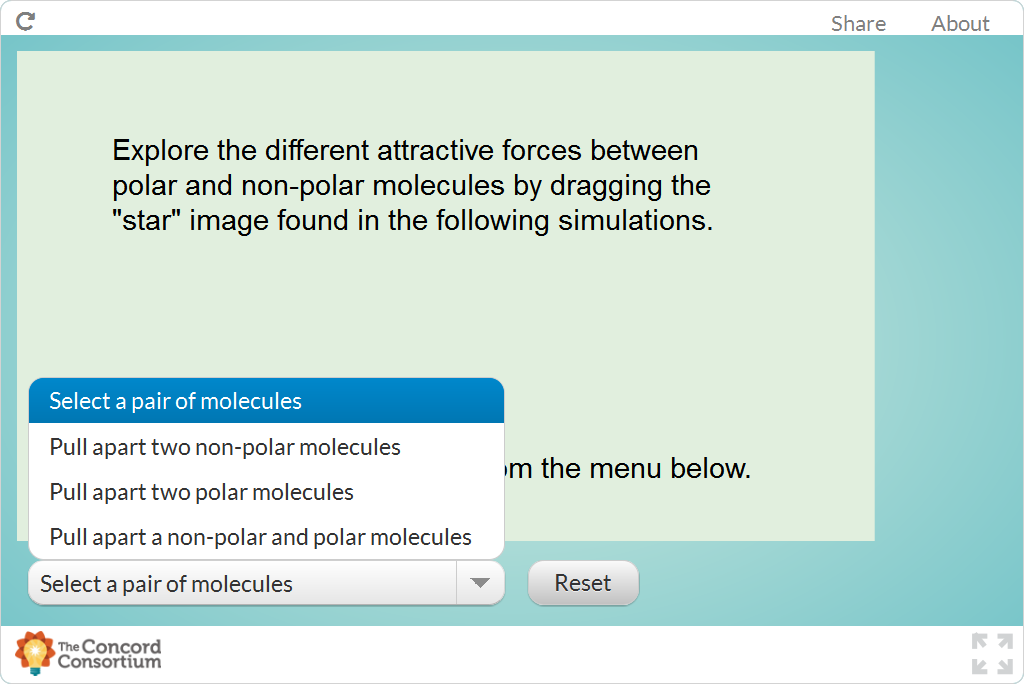 Share About
Explore the different attractive forces between
polar and non-polar molecules by dragging the
"star" image found in the following simulations.
Select a pair of molecules
Pull apart two non-polar molecules
the menu below.
Pull apart two polar molecules
Pull apart a non-polar and polar molecules
Select a pair of molecules
Reset
The Concord
Consortium